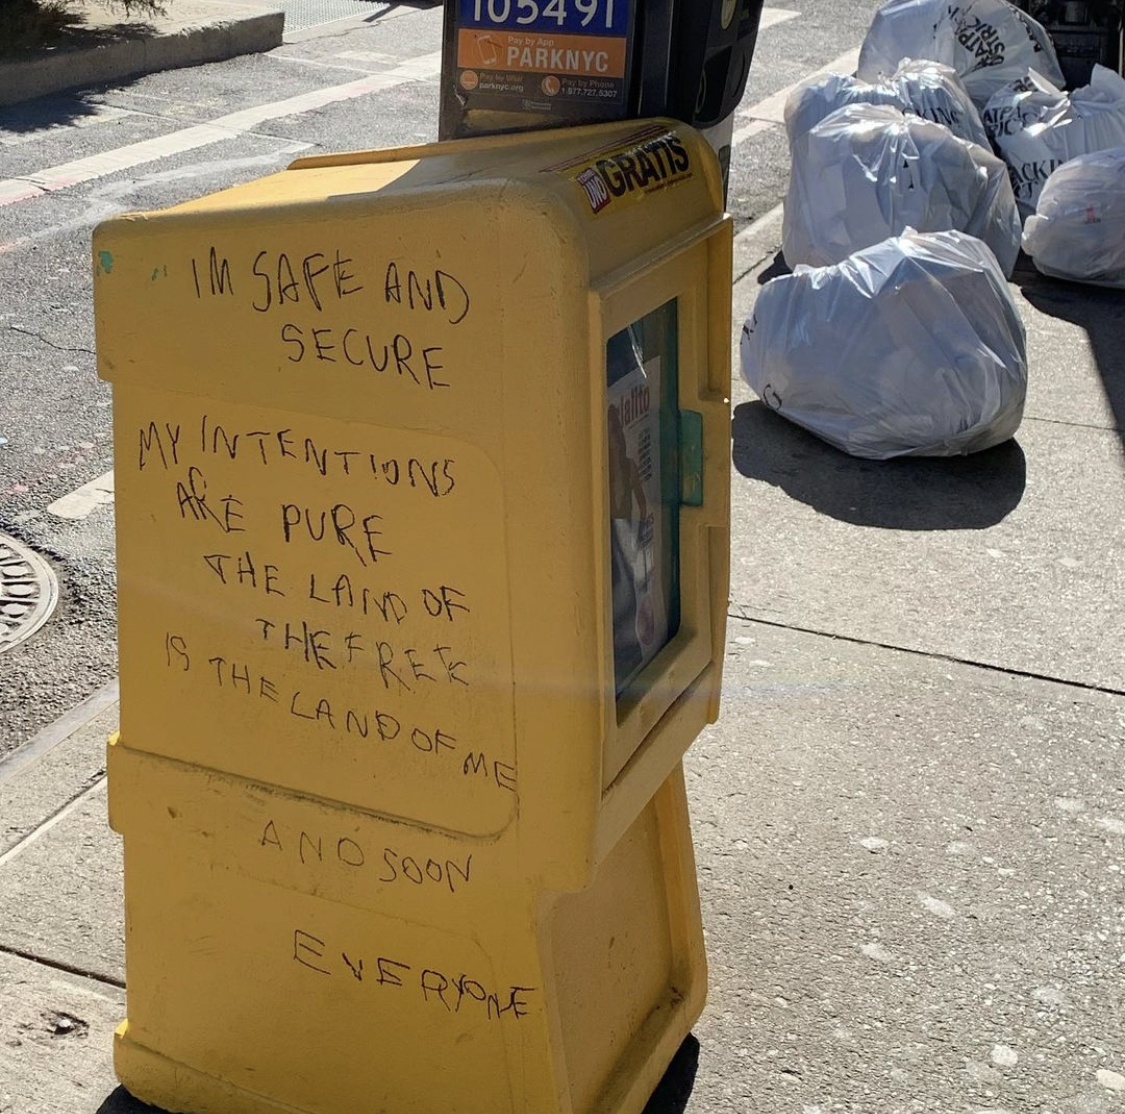 105491
Pay by App
PARKNYC
Pay by Web
parknyc.org
Pay by Phone
1-877.727.5307
UNO
GRATIS
IM SAFE AND
SECURE
MY INTENTIONS
ARE PURE
THE LAND OF
THE FREE
IS THE LAND OF ME
AND SOON
EVERYONE